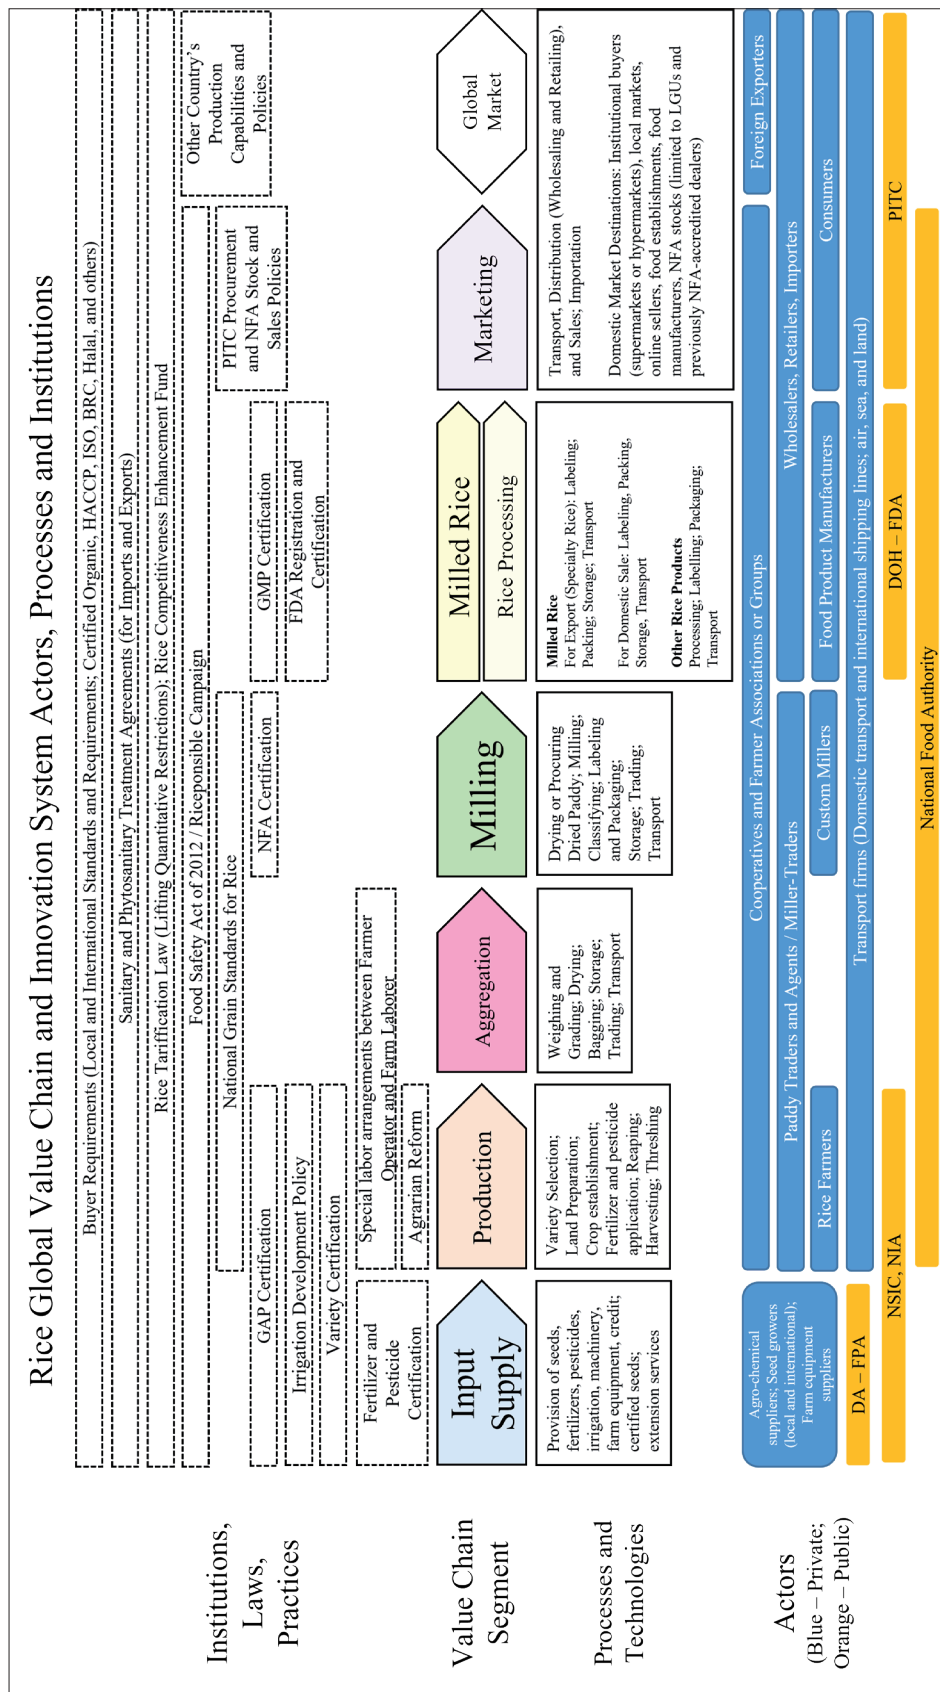 Rice Global Value Chain and Innovation System Actors, Processes and Institutions
Institutions,
Laws,
Practices
Buyer Requirements (Local and International Standards and Requirements; Certified Organic, HACCP, ISO, BRC, Halal, and others)
Sanitary and Phytosanitary Treatment Agreements (for Imports and Exports)
Rice Tariffication Law (Lifting Quantitative Restrictions), Rice Competitiveness Enhancement Fund
Food Safety Act of 2012 / Riceponsible Campaign
Other Country's
Production
Capabilities and
Policies
National Grain Standards for Rice
PITC Procurement
and NFA Stock and
Sales Policies
GAP Certification
NFA Certification
GMP Certification
Irrigation Development Policy
FDA Registration and
Certification
Variety Certification
Fertilizer and
Pesticide
Certification
Special labor arrangements between Farmer
Operator and Farm Laborer
Agrarian Reform
Value Chain
Segment
Input
Supply
Production
Aggregation
Milling
Milled Rice
Rice Processing
Marketing
Global
Market
Processes and
Technologies
Provision of seeds,
fertilizers, pesticides,
irrigation, machinery,
farm equipment, credit;
certified seeds;
extension services
Variety Selection;
Land Preparation;
Crop establishment;
Fertilizer and pesticide
application; Reaping;
Harvesting; Threshing
Weighing and
Grading; Drying;
Bagging; Storage;
Trading; Transport
Drying or Procuring
Dried Paddy; Milling;
Classifying; Labeling
and Packaging;
Storage; Trading;
Transport
Milled Rice
For Export (Specialty Rice): Labeling;
Packing; Storage; Transport
For Domestic Sale: Labeling, Packing,
Storage, Transport
Other Rice Products
Processing; Labelling; Packaging;
Transport
Transport, Distribution (Wholesaling and Retailing),
and Sales; Importation
Domestic Market Destinations: Institutional buyers
(supermarkets or hypermarkets), local markets,
online sellers, food establishments, food
manufacturers, NFA stocks (limited to LGUs and
previously NFA-accredited dealers)
Actors
(Blue – Private;
Orange – Public)
Agro-chemical
suppliers; Seed growers
(local and international);
Farm equipment
suppliers
Cooperatives and Farmer Associations or Groups
Foreign Exporters
Paddy Traders and Agents / Miller-Traders
Wholesalers, Retailers, Importers
Rice Farmers
Custom Millers
Food Product Manufacturers
Consumers
Transport firms (Domestic transport and international shipping lines; air, sea, and land)
DA – FPA
NSIC, NIA
DOH – FDA
PITC
National Food Authority